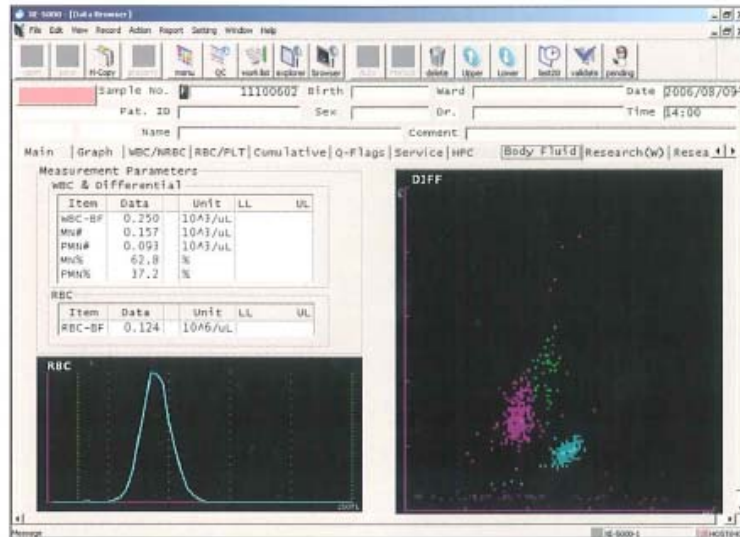 XE-5000 - [Data Browser]
File Edit View Record Action Report Setting Window Help
H-Copy menu QC work list explorer browser delete Upper Lower last20 validate pending
Sample No. 11100602 Birth Ward Date 2006/08/09
Pat. ID Sex Dr. Time 14:00
Name Comment
Main Graph WBC/NRBC RBC/PLT Cumulative Q-Flags Service HPC Body Fluid Research(W) Resea
Measurement Parameters
WBC & Differential
Item Data Unit LL UL
WBC-BF 0.250 10^3/uL
MN# 0.157 10^3/uL
PMN# 0.093 10^3/uL
MN% 62.8 %
PMN% 37.2 %
RBC
Item Data Unit LL UL
RBC-BF 0.124 10^6/uL
RBC
250fL
DIFF
Message XE-5000-1